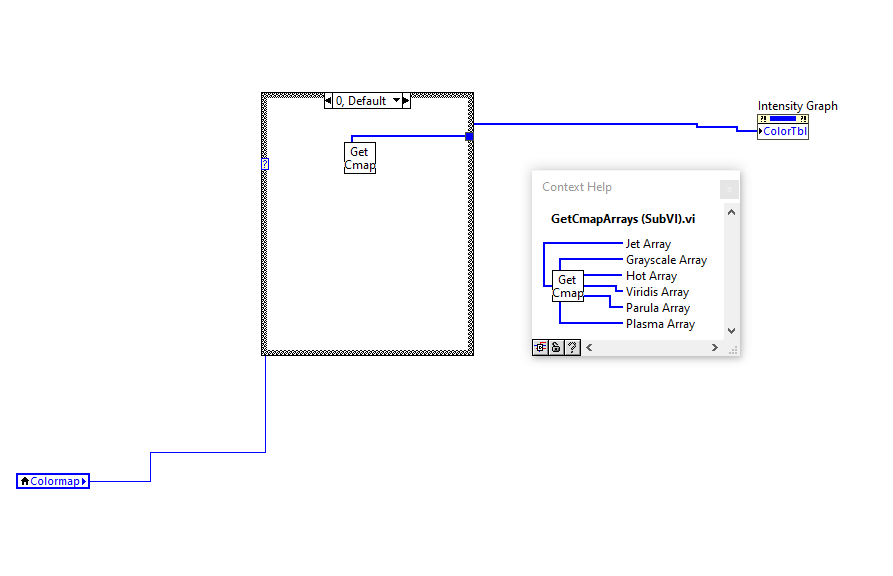 0, Default
Intensity Graph
?! ?!
ColorTbl
Get
Cmap
?
Context Help
x
GetCmapArrays (SubVI).vi
Jet Array
Grayscale Array
Get
Cmap
Hot Array
Viridis Array
Parula Array
Plasma Array
?
Colormap